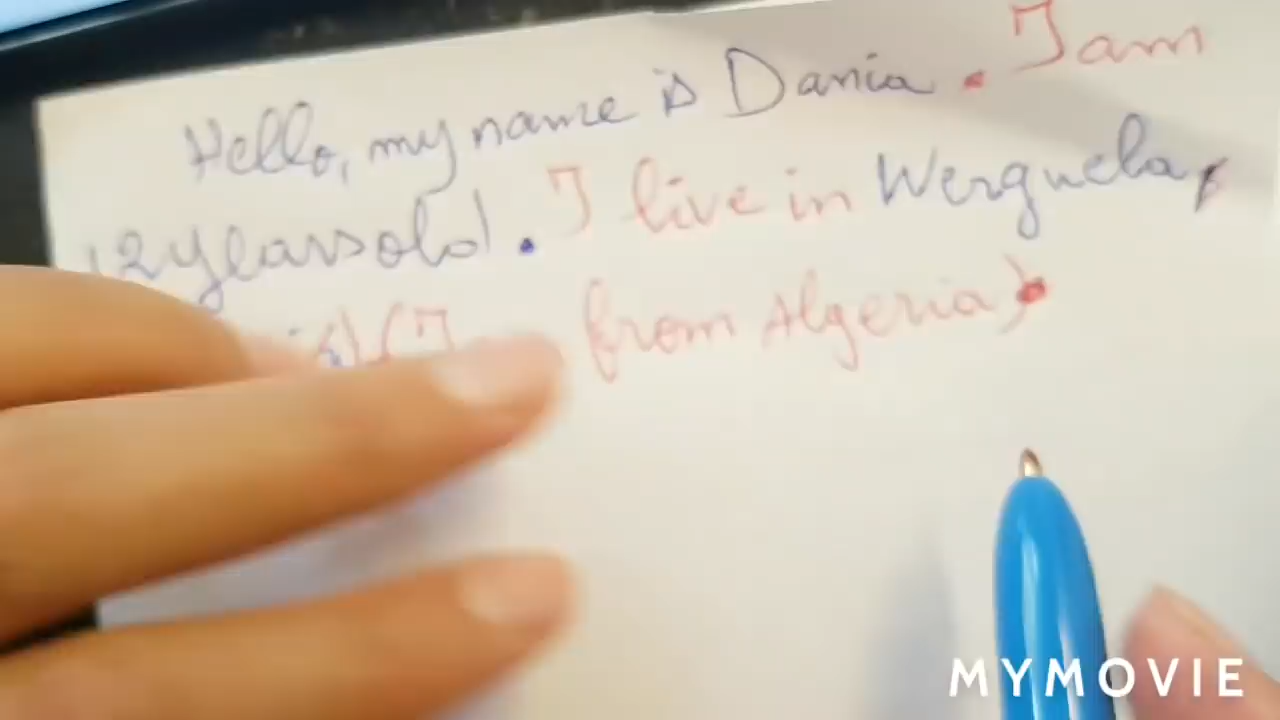 Hello, my name is Dania. I am
12 years old. I live in Werguela,
(I from Algeria).
MYMOVIE